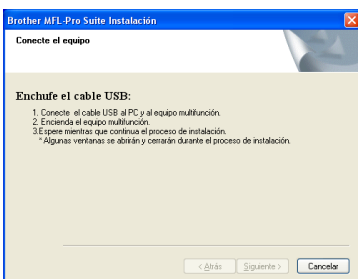 Brother MFL-Pro Suite Instalación
Conecte el equipo
Enchufe el cable USB:
1. Conecte el cable USB al PC y al equipo multifunción.
2. Encienda el equipo multifunción.
3.Espere mientras que continua el proceso de instalación.
*Algunas ventanas se abrirán y cerrarán durante el proceso de instalación.
< Atrás
Siguiente >
Cancelar